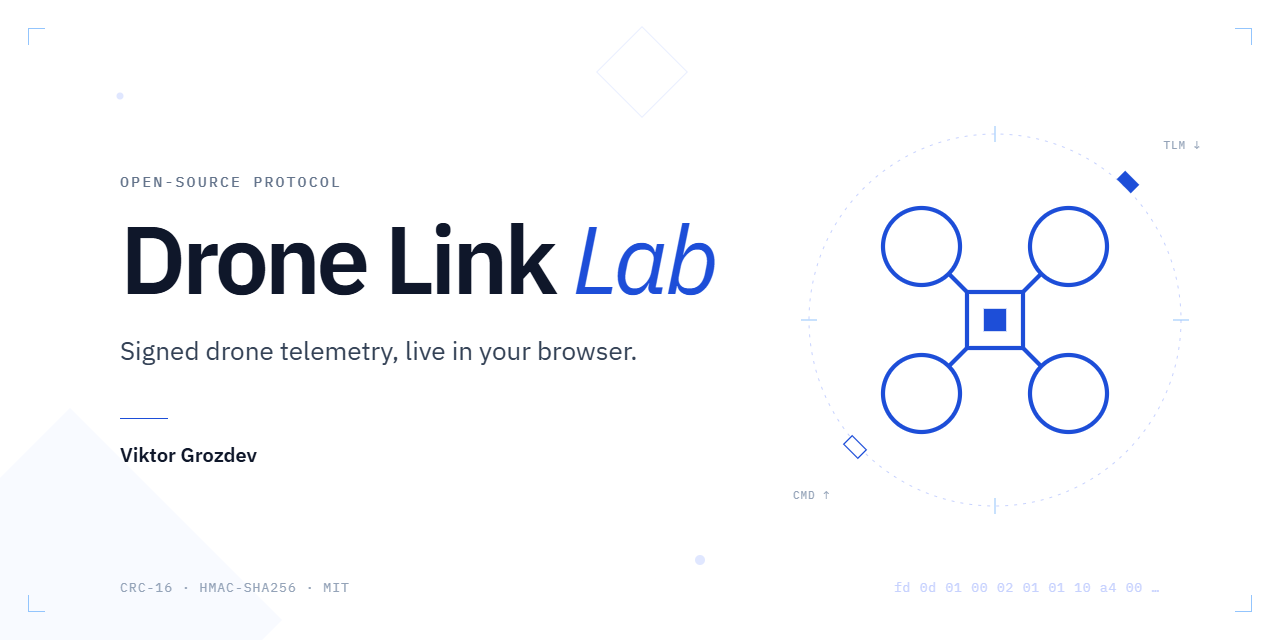 TLM ↓
OPEN-SOURCE PROTOCOL
Drone Link Lab
Signed drone telemetry, live in your browser.
Viktor Grozdev
CMD ↑
CRC-16 · HMAC-SHA256 · MIT
fd 0d 01 00 02 01 01 10 a4 00 …